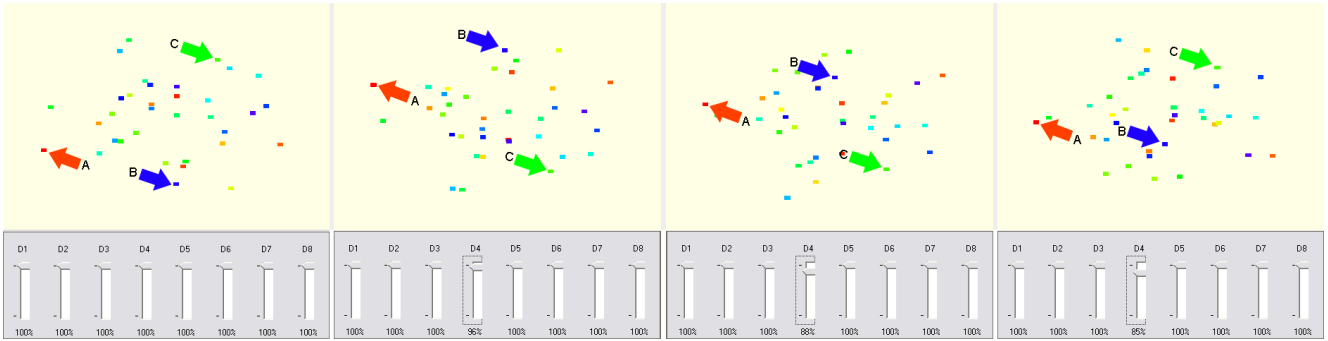 C
A
B
D1 D2 D3 D4 D5 D6 D7 D8
100% 100% 100% 100% 100% 100% 100% 100%
B
A
C
D1 D2 D3 D4 D5 D6 D7 D8
100% 100% 100% 96% 100% 100% 100% 100%
B
A
C
D1 D2 D3 D4 D5 D6 D7 D8
100% 100% 100% 88% 100% 100% 100% 100%
C
B
A
D1 D2 D3 D4 D5 D6 D7 D8
100% 100% 100% 85% 100% 100% 100% 100%